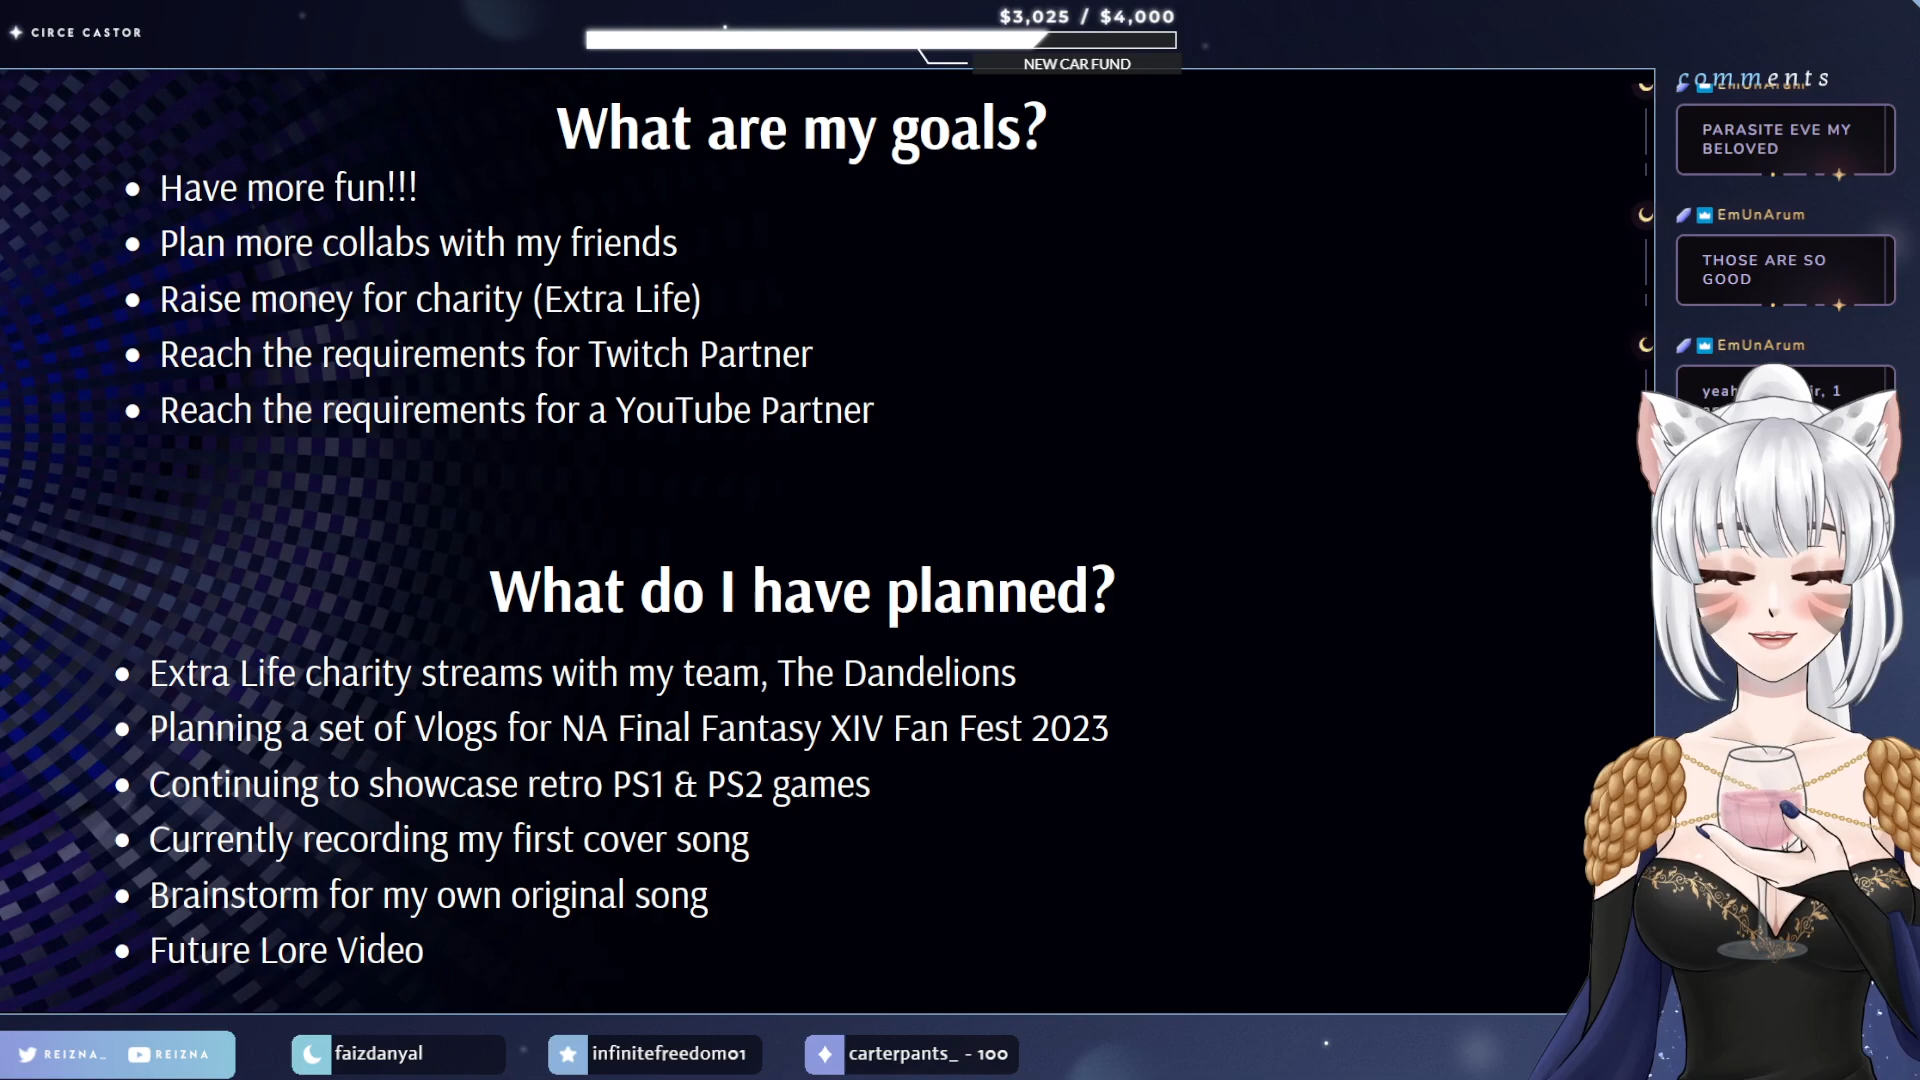 CIRCE CASTOR
$3,025 / $4,000
NEW CAR FUND
What are my goals?
• Have more fun!!!
• Plan more collabs with my friends
• Raise money for charity (Extra Life)
• Reach the requirements for Twitch Partner
• Reach the requirements for a YouTube Partner
What do I have planned?
• Extra Life charity streams with my team, The Dandelions
• Planning a set of Vlogs for NA Final Fantasy XIV Fan Fest 2023
• Continuing to showcase retro PS1 & PS2 games
• Currently recording my first cover song
• Brainstorm for my own original song
• Future Lore Video
comments
EmUnArum
PARASITE EVE MY
BELOVED
EmUnArum
THOSE ARE SO
GOOD
EmUnArum
REIZNA_ REIZNA
faizdanyal
infinitefreedom01
carterpants_ - 100